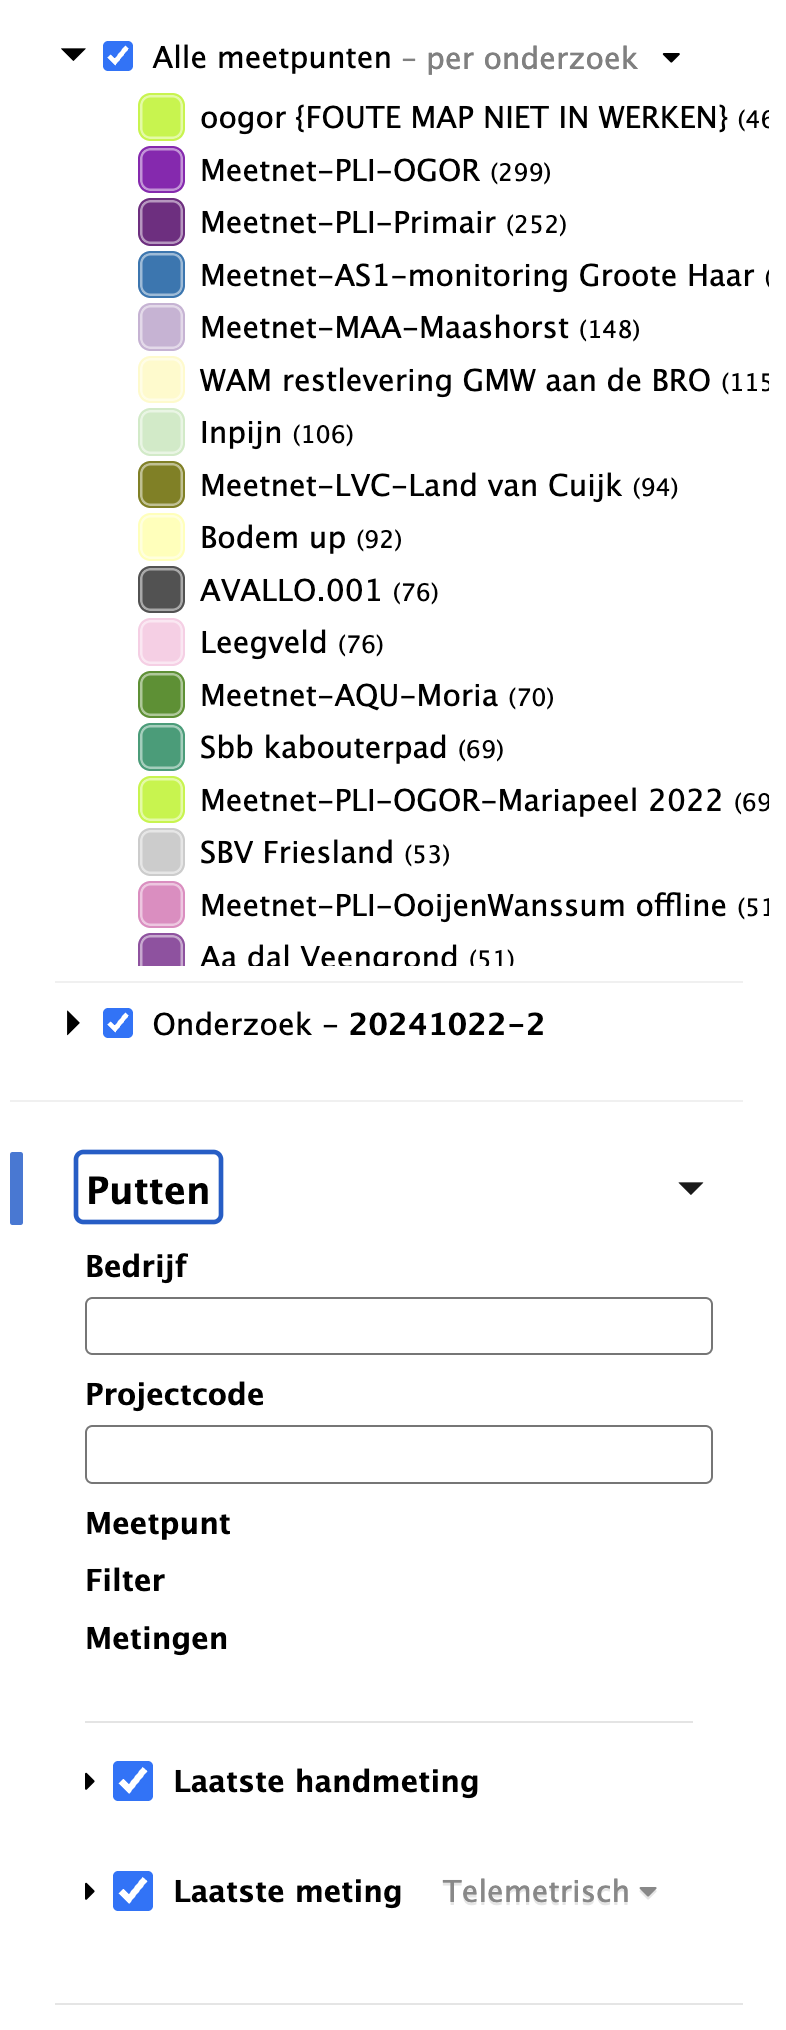 Alle meetpunten – per onderzoek
oogor {FOUTE MAP NIET IN WERKEN} (46
Meetnet-PLI-OGOR (299)
Meetnet-PLI-Primair (252)
Meetnet-AS1-monitoring Groote Haar (
Meetnet-MAA-Maashorst (148)
WAM restlevering GMW aan de BRO (115
Inpijn (106)
Meetnet-LVC-Land van Cuijk (94)
Bodem up (92)
AVALLO.001 (76)
Leegveld (76)
Meetnet-AQU-Moria (70)
Sbb kabouterpad (69)
Meetnet-PLI-OGOR-Mariapeel 2022 (69
SBV Friesland (53)
Meetnet-PLI-OoijenWanssum offline (51
Aa dal Veengrond (51)
Onderzoek – 20241022-2
Putten
Bedrijf
Projectcode
Meetpunt
Filter
Metingen
Laatste handmeting
Laatste meting Telemetrisch